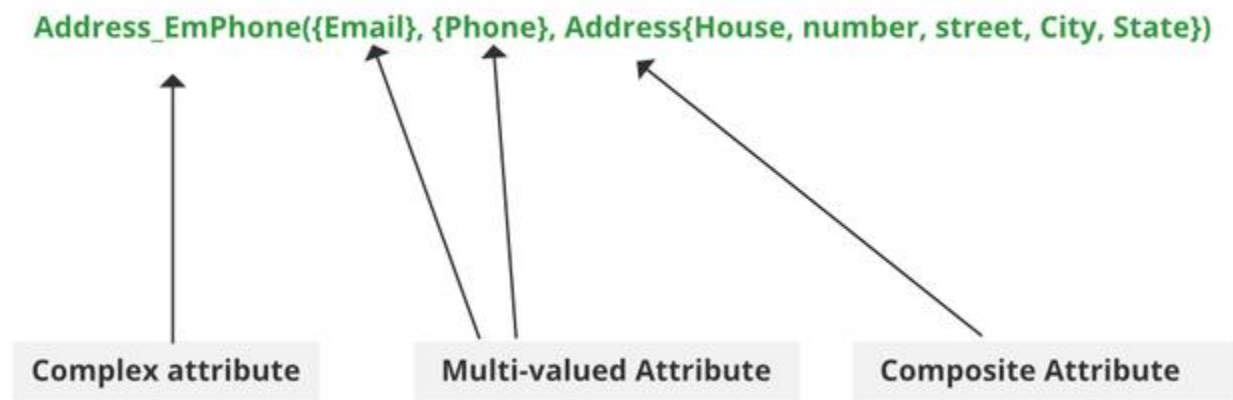 Address_EmPhone({Email}, {Phone}, Address{House, number, street, City, State})
Complex attribute
Multi-valued Attribute
Composite Attribute